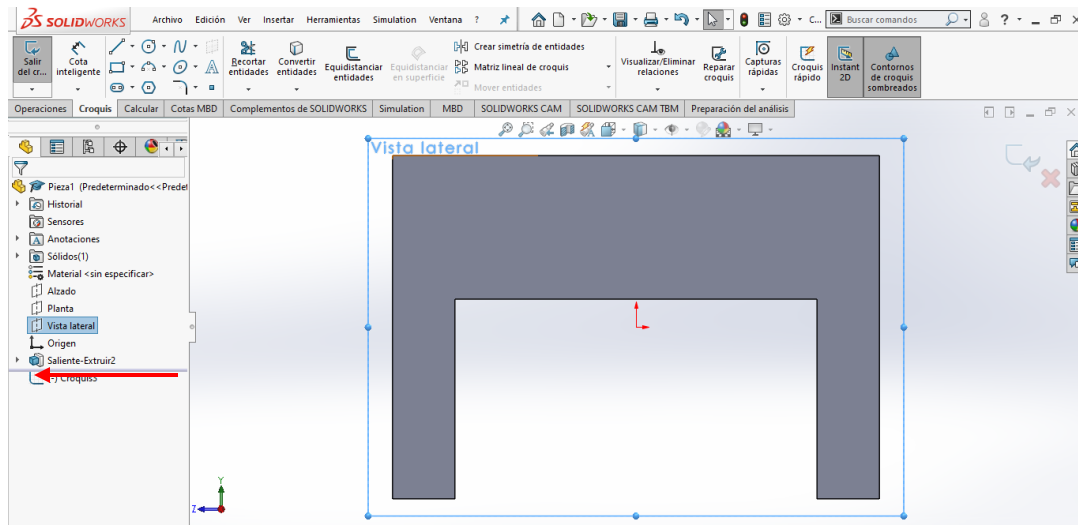 SOLIDWORKS Archivo Edición Ver Insertar Herramientas Simulation Ventana ? C... Buscar comandos ?
Salir del cr...
Cota inteligente
Recortar entidades
Convertir entidades
Equidistanciar entidades
Equidistanciar en superficie
Crear simetría de entidades
Matriz lineal de croquis
Mover entidades
Visualizar/Eliminar relaciones
Reparar croquis
Capturas rápidas
Croquis rápido
Instant 2D
Contornos de croquis sombreados
Operaciones Croquis Calcular Cotas MBD Complementos de SOLIDWORKS Simulation MBD SOLIDWORKS CAM SOLIDWORKS CAM TBM Preparación del análisis
Vista lateral
Pieza1 (Predeterminado<<Predet
Historial
Sensores
Anotaciones
Sólidos(1)
Material <sin especificar>
Alzado
Planta
Vista lateral
Origen
Saliente-Extruir2
(-) Croquis3
Y
Z